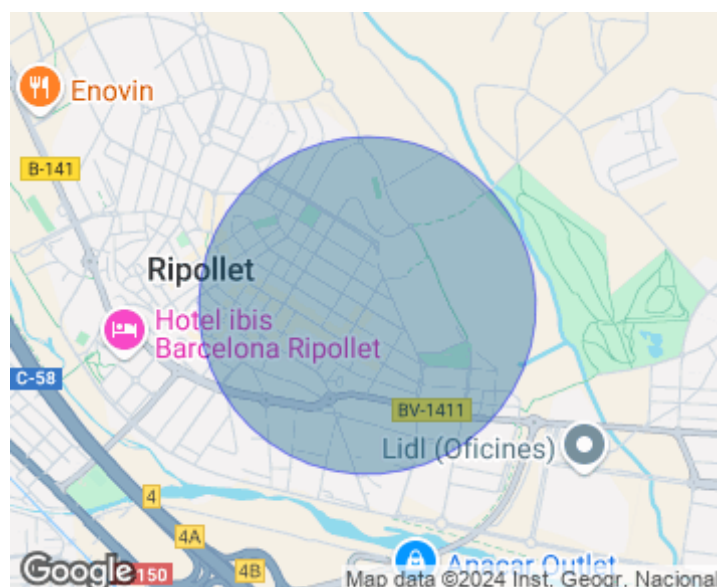 Enovin
B-141
Ripollet
Hotel ibis
Barcelona Ripollet
C-58
BV-1411
Lidl (Oficines)
4
4A
4B
150
Apacar Outlet
Google
Map data ©2024 Inst. Geogr. Nacional